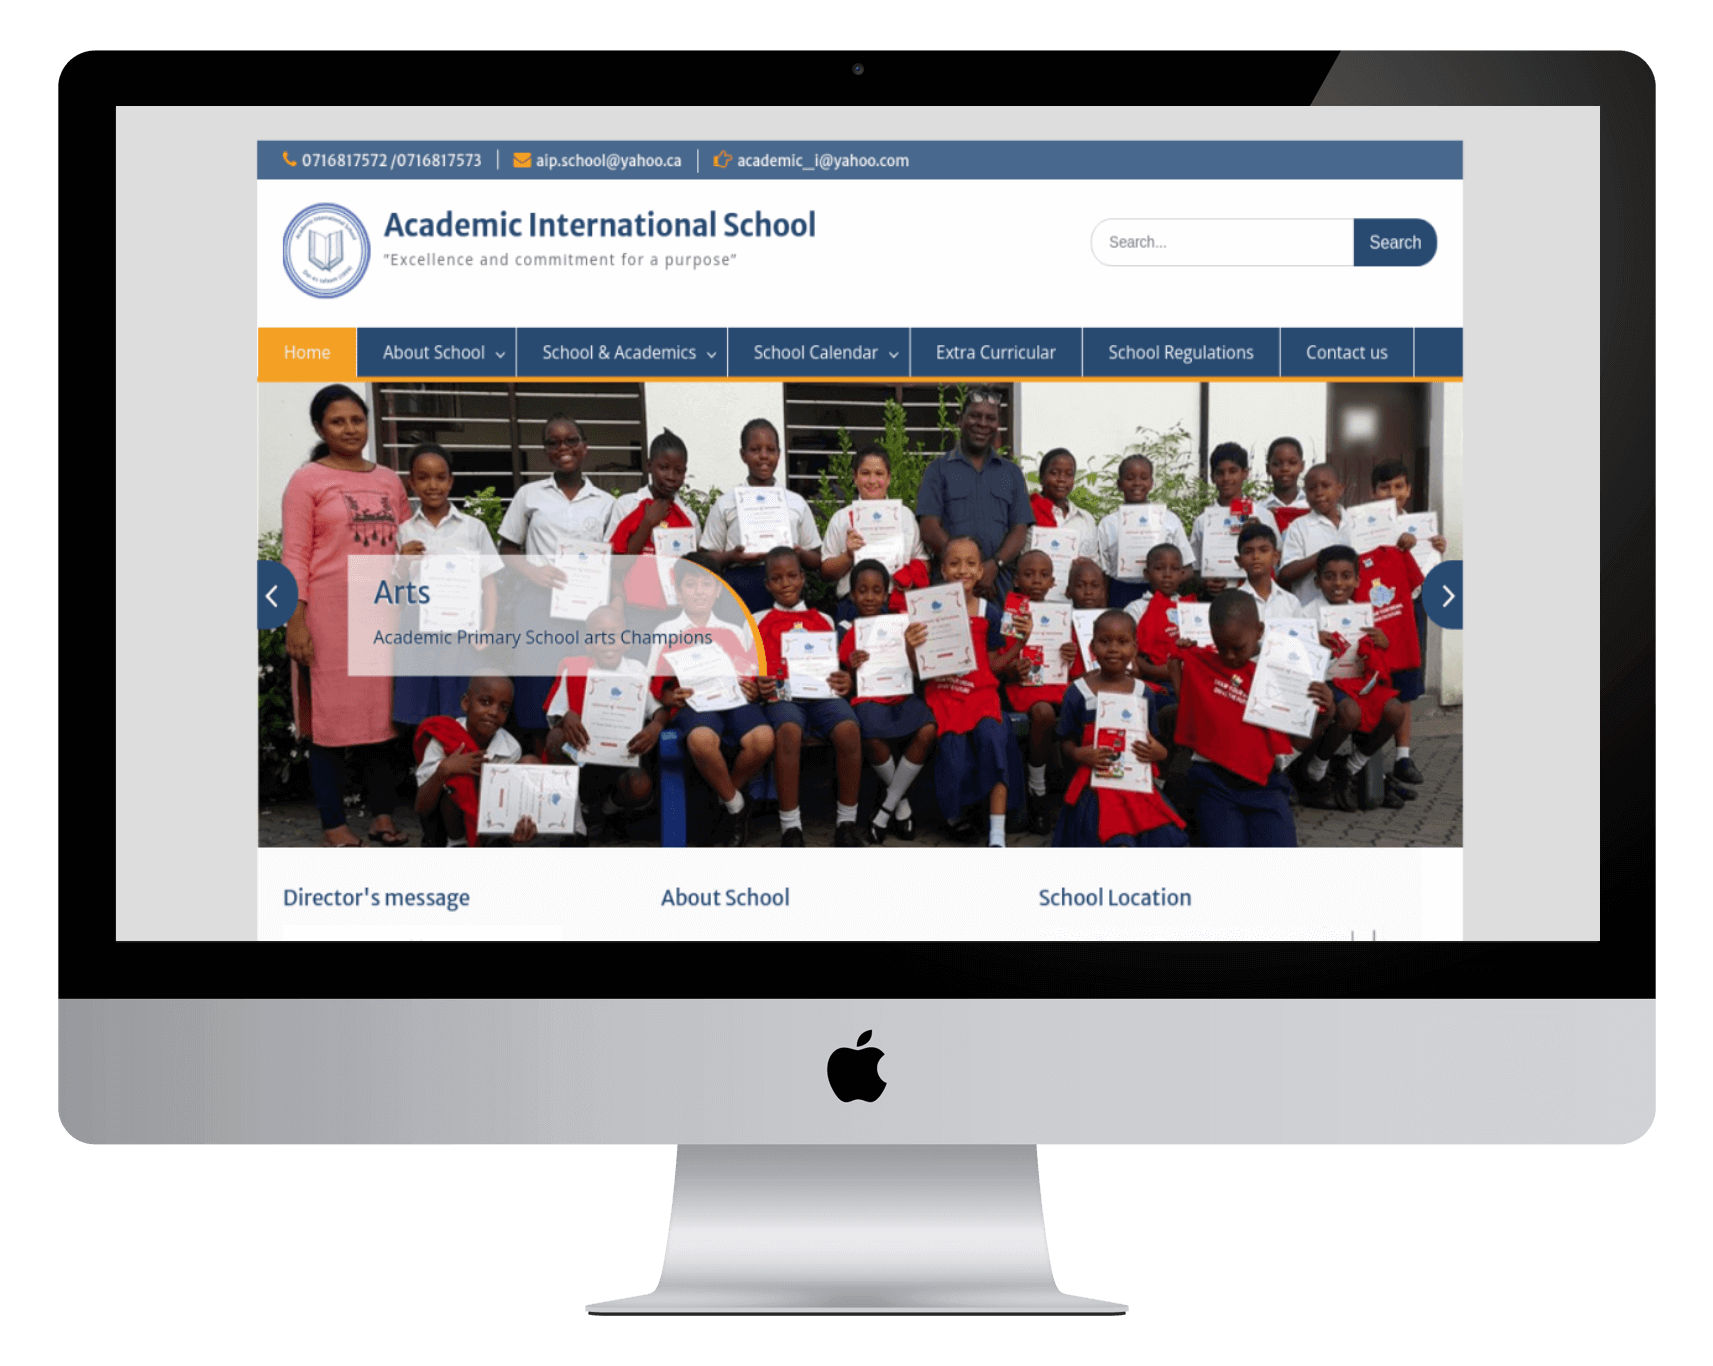 0716817572 /0716817573
aip.school@yahoo.ca
academic_i@yahoo.com
Academic International School
"Excellence and commitment for a purpose"
Search...
Search
Home
About School
School & Academics
School Calendar
Extra Curricular
School Regulations
Contact us
Arts
Academic Primary School arts Champions
Director's message
About School
School Location